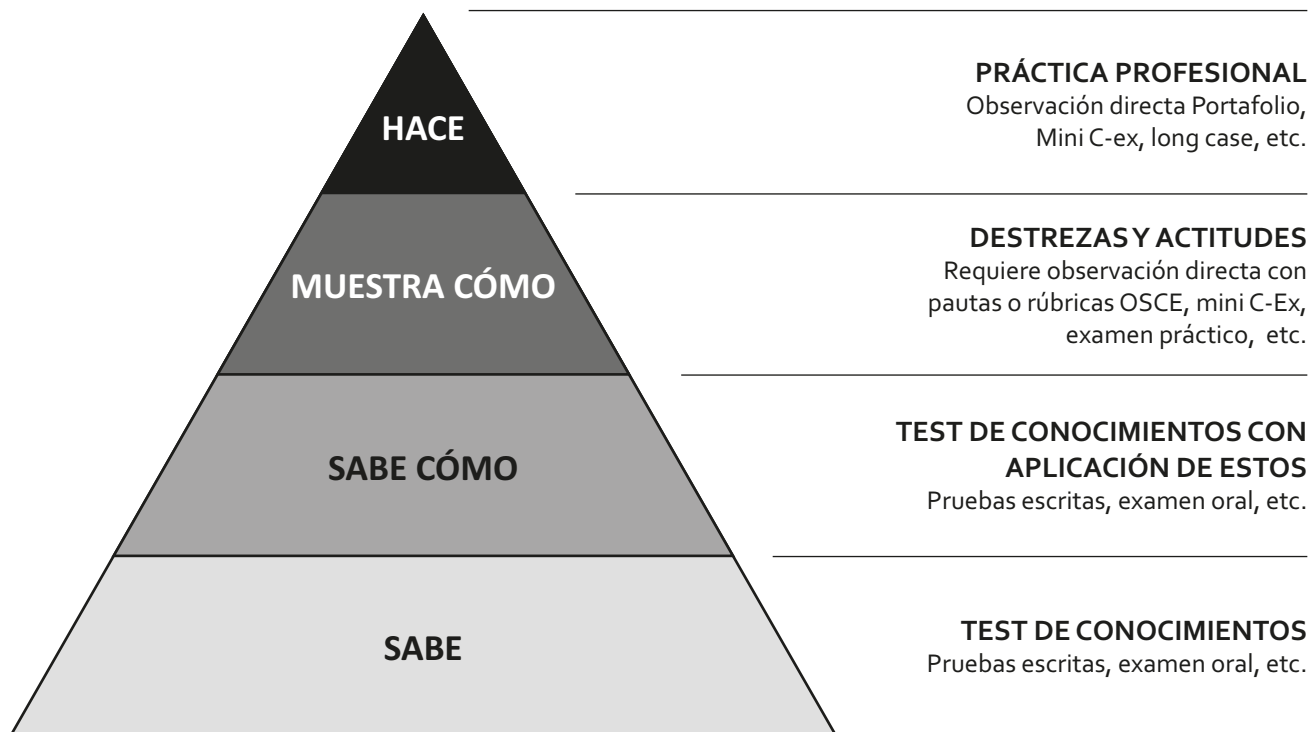 HACE
PRÁCTICA PROFESIONAL
Observación directa Portafolio,
Mini C-ex, long case, etc.
MUESTRA CÓMO
DESTREZAS Y ACTITUDES
Requiere observación directa con
pautas o rúbricas OSCE, mini C-Ex,
examen práctico, etc.
SABE CÓMO
TEST DE CONOCIMIENTOS CON
APLICACIÓN DE ESTOS
Pruebas escritas, examen oral, etc.
SABE
TEST DE CONOCIMIENTOS
Pruebas escritas, examen oral, etc.